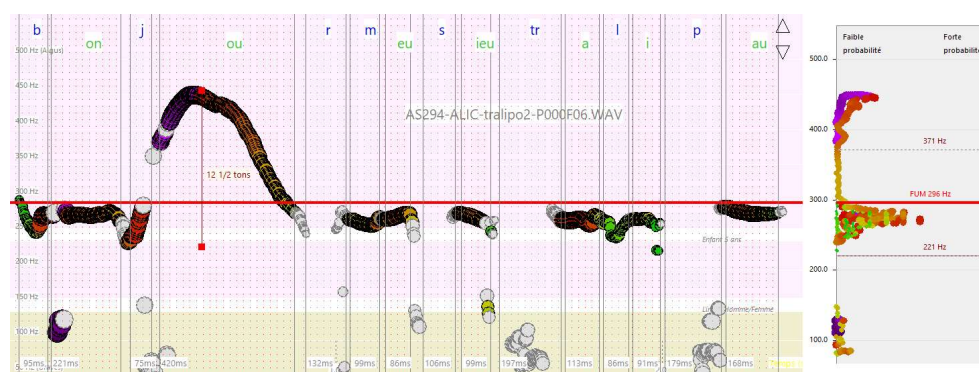 b j r m s tr l p
on ou eu ieu a i au
500 Hz (Aigus)
450 Hz
400 Hz
350 Hz
300 Hz
250 Hz
200 Hz
150 Hz
100 Hz
AS294-ALIC-tralipo2-P000F06.WAV
12 1/2 tons
Enfant 3 ans
95ms 221ms 75ms 420ms 132ms 99ms 86ms 106ms 99ms 197ms 113ms 86ms 91ms 179ms 168ms
Faible probabilité
Forte probabilité
500.0
400.0
300.0
200.0
100.0
371 Hz
FUM 296 Hz
221 Hz